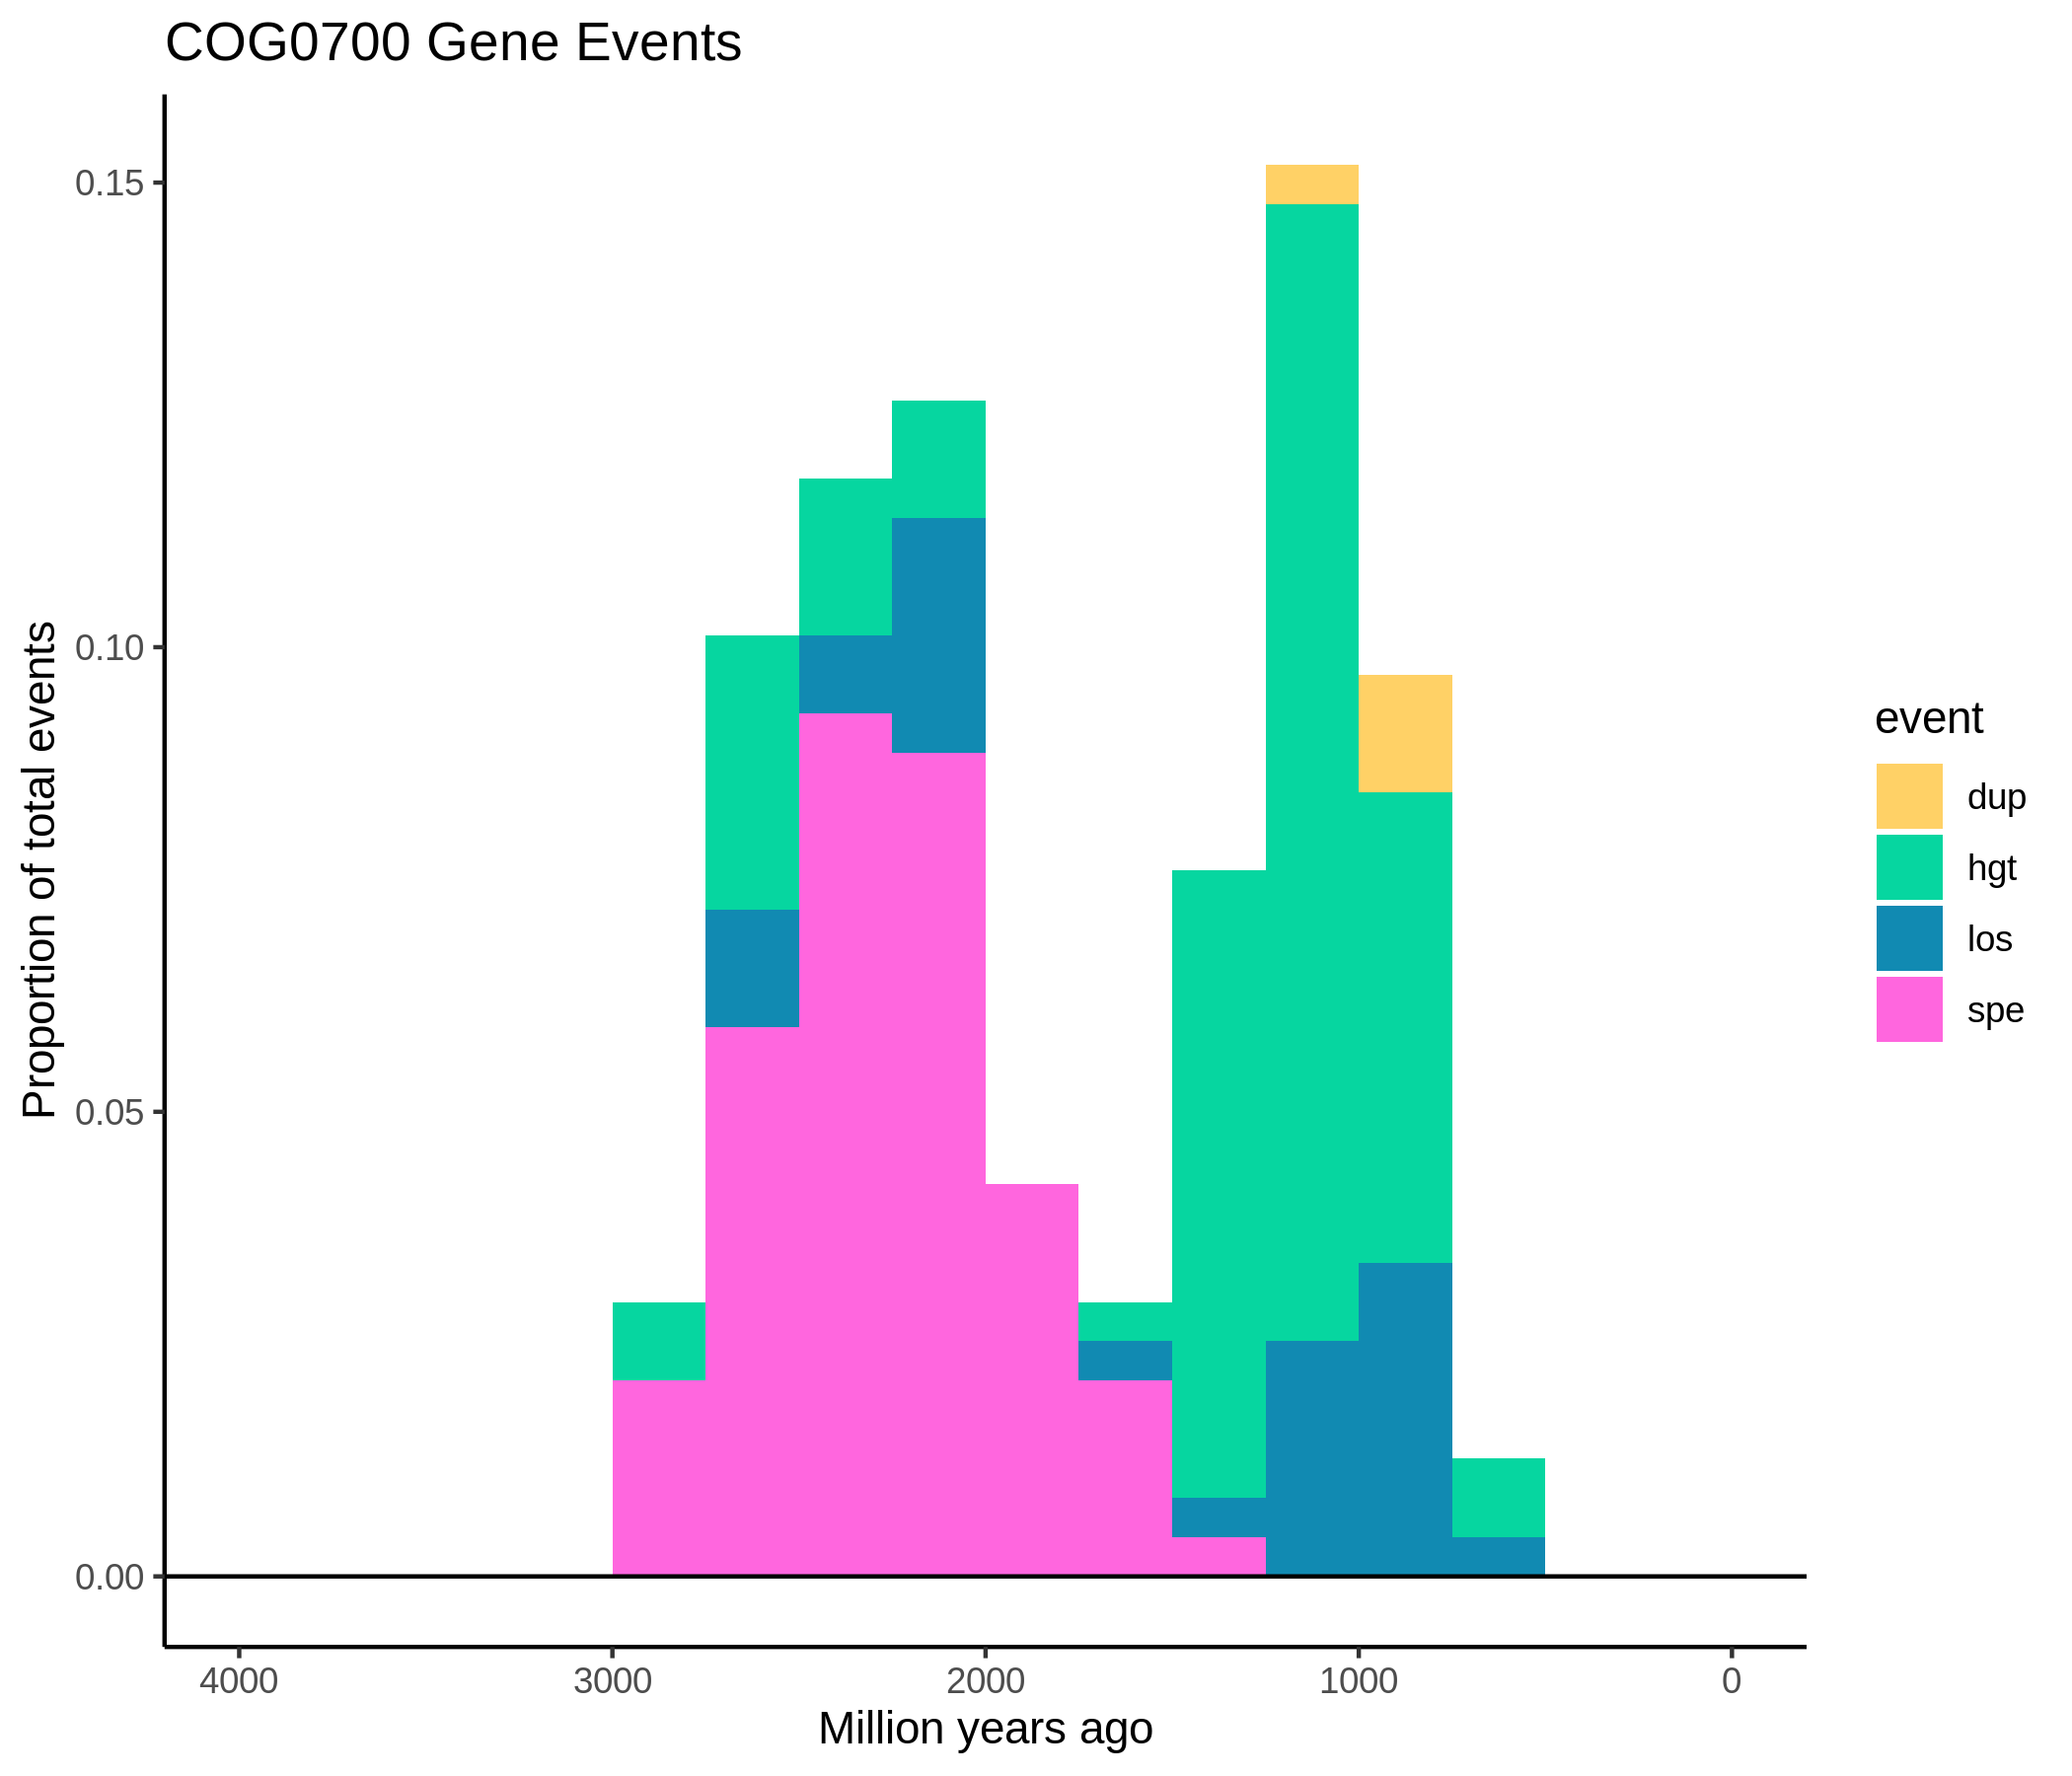 COG0700 Gene Events
Proportion of total events
0.15
0.10
0.05
0.00
4000 3000 2000 1000 0
Million years ago
event
dup
hgt
los
spe